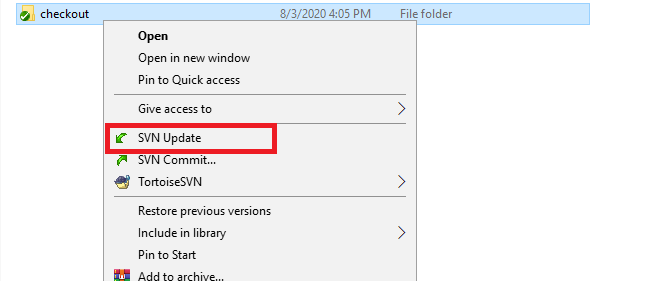 checkout 8/3/2020 4:05 PM File folder
Open
Open in new window
Pin to Quick access
Give access to
SVN Update
SVN Commit...
TortoiseSVN
Restore previous versions
Include in library
Pin to Start
Add to archive...